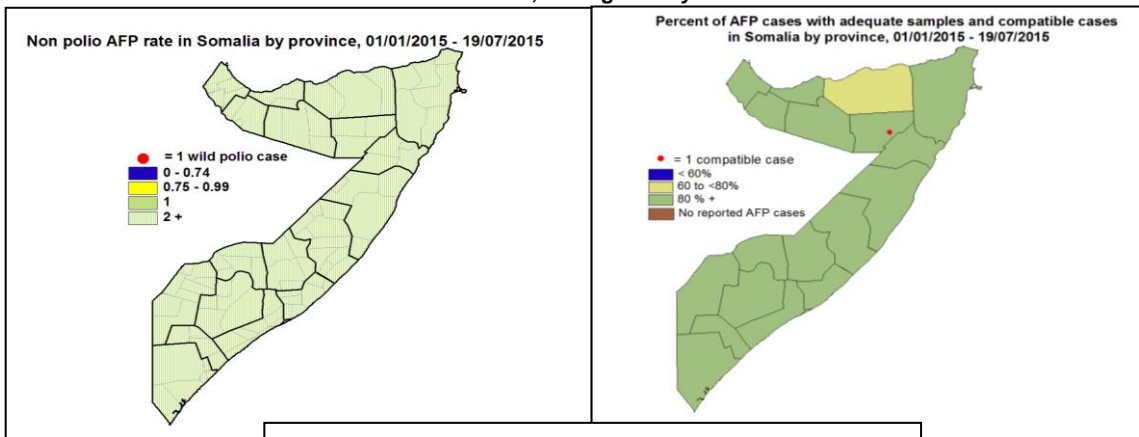 Non polio AFP rate in Somalia by province, 01/01/2015 - 19/07/2015
= 1 wild polio case
0 - 0.74
0.75 - 0.99
1
2 +
Percent of AFP cases with adequate samples and compatible cases
in Somalia by province, 01/01/2015 - 19/07/2015
= 1 compatible case
< 60%
60 to <80%
80 % +
No reported AFP cases